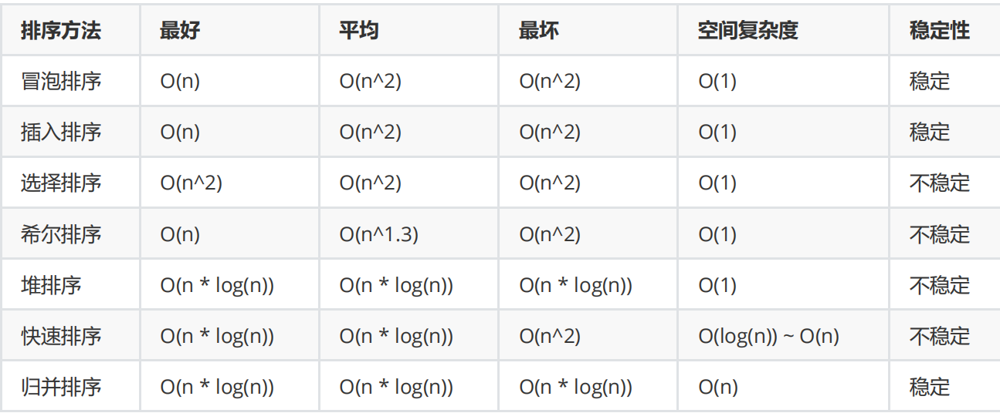 排序方法 最好 平均 最坏 空间复杂度 稳定性
冒泡排序 O(n) O(n^2) O(n^2) O(1) 稳定
插入排序 O(n) O(n^2) O(n^2) O(1) 稳定
选择排序 O(n^2) O(n^2) O(n^2) O(1) 不稳定
希尔排序 O(n) O(n^1.3) O(n^2) O(1) 不稳定
堆排序 O(n * log(n)) O(n * log(n)) O(n * log(n)) O(1) 不稳定
快速排序 O(n * log(n)) O(n * log(n)) O(n^2) O(log(n)) ~ O(n) 不稳定
归并排序 O(n * log(n)) O(n * log(n)) O(n * log(n)) O(n) 稳定